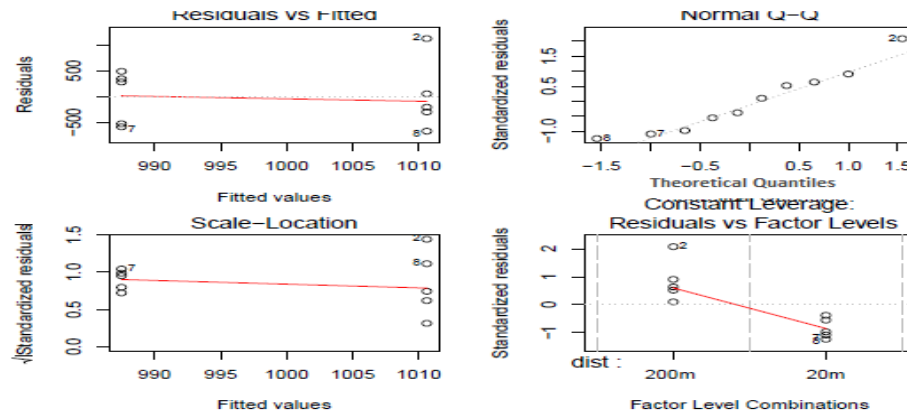 Residuals vs Fitted
Residuals
500
−500
2
7
8
990 995 1000 1005 1010
Fitted values
Normal Q−Q
Standardized residuals
1.5
0.5
−1.0
2
7
8
−1.5 −0.5 0.5 1.0 1.5
Theoretical Quantiles
Scale−Location
√|Standardized residuals|
1.5
1.0
0.5
0.0
2
7
8
990 995 1000 1005 1010
Fitted values
Constant Leverage:
Residuals vs Factor Levels
Standardized residuals
2
1
0
−1
2
8
dist :
200m 20m
Factor Level Combinations